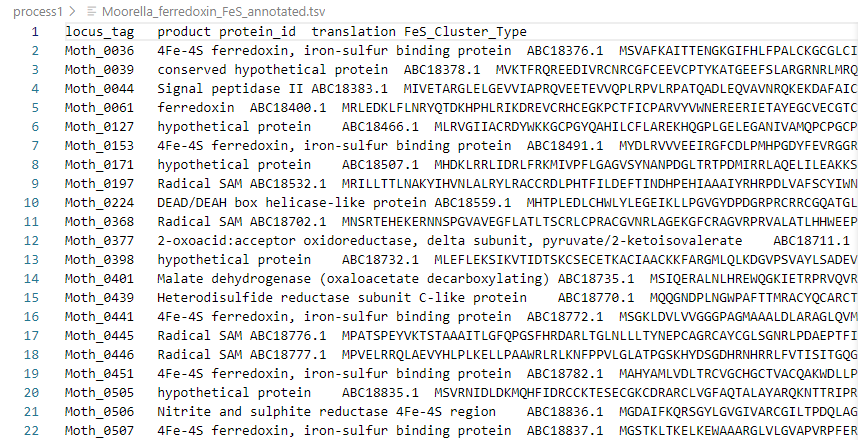 process1 > Moorella_ferredoxin_FeS_annotated.tsv
1 locus_tag product protein_id translation FeS_Cluster_Type
2 Moth_0036 4Fe-4S ferredoxin, iron-sulfur binding protein ABC18376.1 MSVAFKAITTENGKGIFHLFPALCKGCGLCI
3 Moth_0039 conserved hypothetical protein ABC18378.1 MVKTFRQREEDIVRCNRCGFCEEVCPTYKATGEEFSLARGRNRLMRQ
4 Moth_0044 Signal peptidase II ABC18383.1 MIVETARGLELGEVVIAPRQVEETEVVQPLRPVLRPATQADLEQVAVNRQKEKDAFAIC
5 Moth_0061 ferredoxin ABC18400.1 MRLEDKLFLNRYQTDKHPHLRIKDREVCRHCEGKPCTFICPARVYVWNEREERIETAYEGCVECGTC
6 Moth_0127 hypothetical protein ABC18466.1 MLRVGIIACRDYWKKGCPGYQAHILCFLAREKHQGPLGELEGANIVAMQPCPGCP
7 Moth_0153 4Fe-4S ferredoxin, iron-sulfur binding protein ABC18491.1 MYDLRVVVEEIRGFCDLPMHPGDYFEVRGGR
8 Moth_0171 hypothetical protein ABC18507.1 MHDKLRRLIDRLFRKMIVPFLGAGVSYNANPDGLTRTPDMIRRLAQELILEAKKS
9 Moth_0197 Radical SAM ABC18532.1 MRILLTTLNAKYIHVNLALRYLRACCRDLPHTFILDEFTINDHPEHIAAAIYRHRPDLVAFSCYIWN
10 Moth_0224 DEAD/DEAH box helicase-like protein ABC18559.1 MHTPLEDLCHWLYLEGEIKLLPGVGYDPDGRPRCRRCGQATGL
11 Moth_0368 Radical SAM ABC18702.1 MNSRTEHEKERNNSPGVAVEGFLATLTSCRLCPRACGVNRLAGEKGFCRAGVRPRVALATLHHWEEP
12 Moth_0377 2-oxoacid:acceptor oxidoreductase, delta subunit, pyruvate/2-ketoisovalerate ABC18711.1
13 Moth_0398 hypothetical protein ABC18732.1 MLEFLEKSIKVTIDTSKCSECETKACIAACKKFARGMLQLKDGVPSVAYLSADEV
14 Moth_0401 Malate dehydrogenase (oxaloacetate decarboxylating) ABC18735.1 MSIQERALNLHREWQGKIETRPRVQVR
15 Moth_0439 Heterodisulfide reductase subunit C-like protein ABC18770.1 MQQGNDPLNGWPAFTTMRACYQCARCT
16 Moth_0441 4Fe-4S ferredoxin, iron-sulfur binding protein ABC18772.1 MSGKLDVLVVGGGPAGMAAALDLARAGLQVM
17 Moth_0445 Radical SAM ABC18776.1 MPATSPEYVKTSTAAAITLGFQPGSFHRDARLTGLNLLLTYNEPCAGRCAYCGLSGNRLPDAEPTFI
18 Moth_0446 Radical SAM ABC18777.1 MPVELRRQLAEVYHLPLKELLPAAWRLRLKNFPPVLGLATPGSKHYDSGDHRNHRRLFVTISITGQG
19 Moth_0451 4Fe-4S ferredoxin, iron-sulfur binding protein ABC18782.1 MAHYAMLVDLTRCVGCHGCTVACQAKWDLLP
20 Moth_0505 hypothetical protein ABC18835.1 MSVRNIDLDKMQHFIDRCCKTESECGKCDRARCLVGFAQTALAYARQKNTTRIPR
21 Moth_0506 Nitrite and sulphite reductase 4Fe-4S region ABC18836.1 MGDAIFKQRSGYLGVGIVARCGILTPDQLAG
22 Moth_0507 4Fe-4S ferredoxin, iron-sulfur binding protein ABC18837.1 MGSTKLTKELKEWAAARGLVLGVAPVRPFER